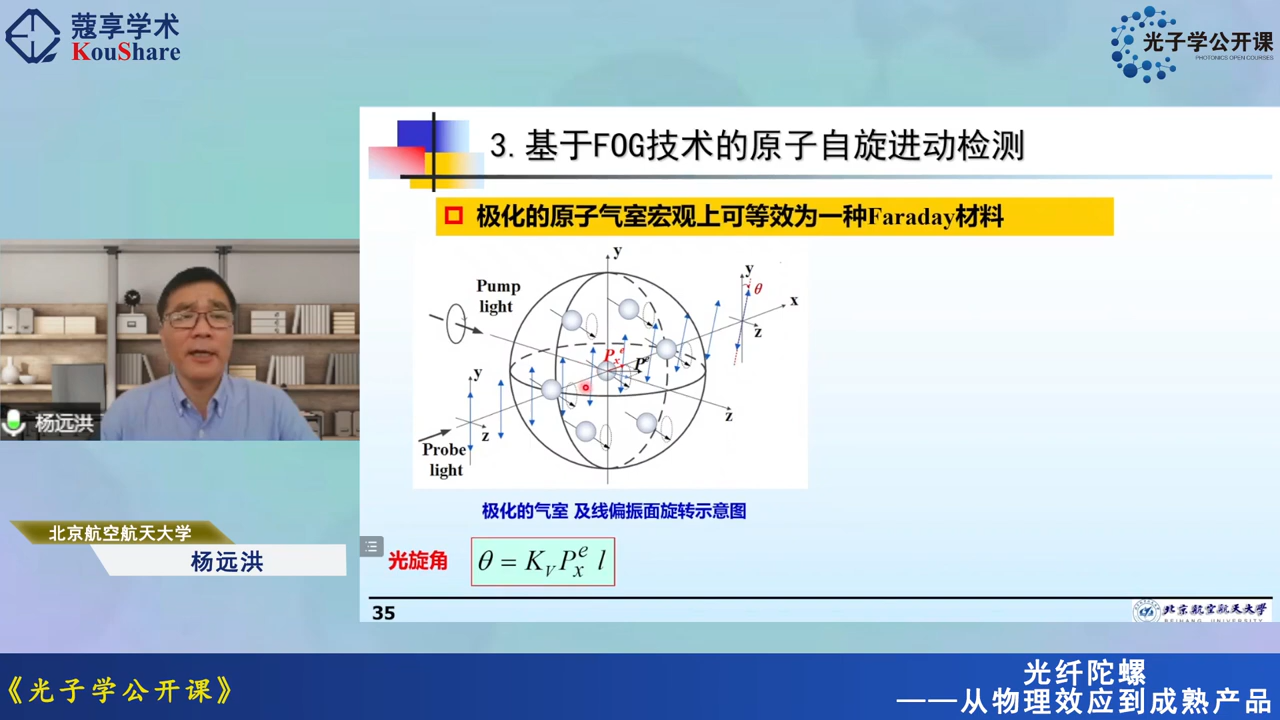 蔻享学术
KouShare
光子学公开课
PHOTONICS OPEN COURSES
3.基于FOG技术的原子自旋进动检测
极化的原子气室宏观上可等效为一种Faraday材料
Pump
light
y
y
θ
x
z
P_x^e
P^e
y
z
z
Probe
light
极化的气室 及线偏振面旋转示意图
光旋角
θ = K_V P_x^e l
35
北京航空航天大学
BEIHANG UNIVERSITY
杨远洪
北京航空航天大学
杨远洪
《光子学公开课》
光纤陀螺
——从物理效应到成熟产品